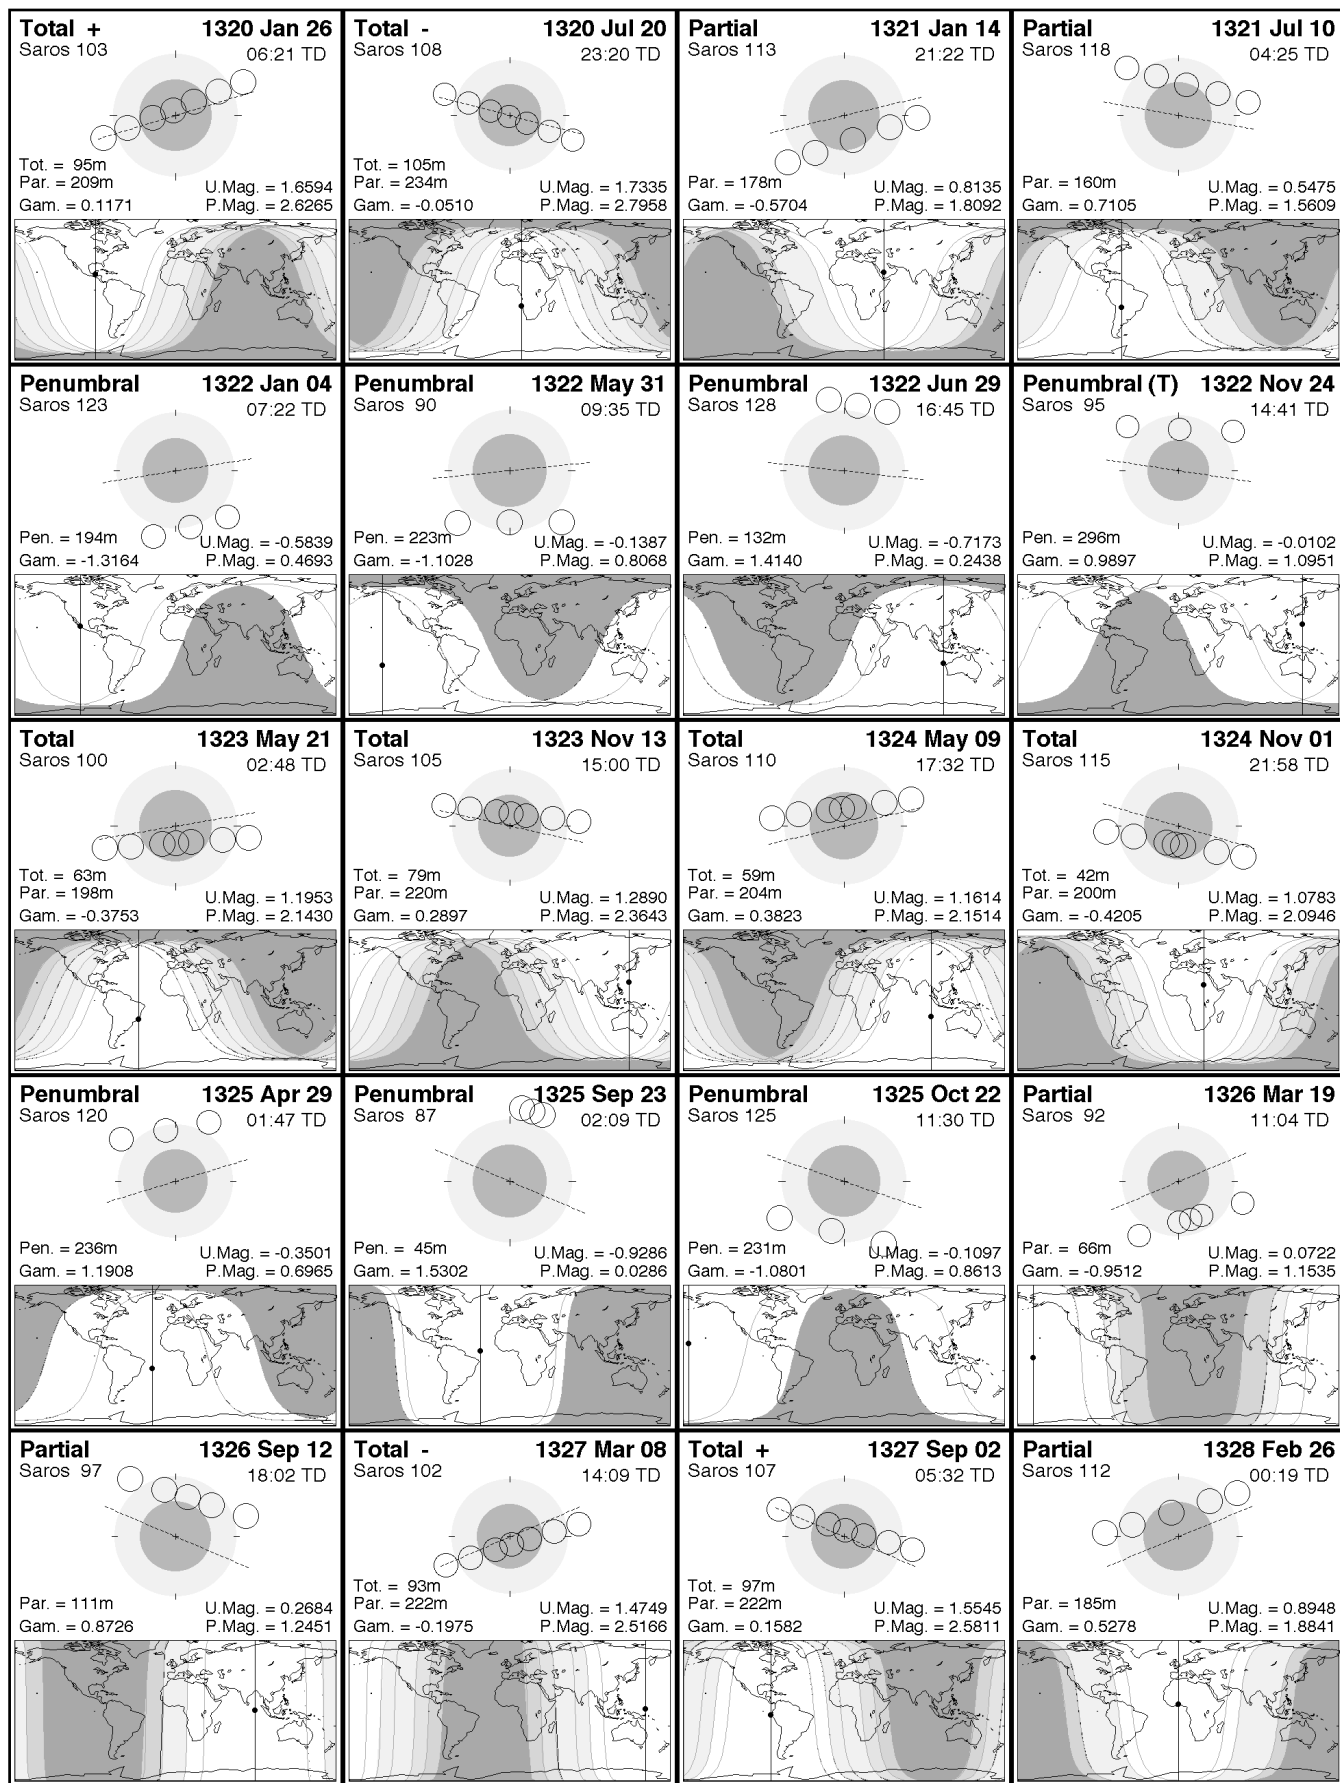 Total + 1320 Jan 26
Saros 103 06:21 TD
Tot. = 95m
Par. = 209m U.Mag. = 1.6594
Gam. = 0.1171 P.Mag. = 2.6265
Total - 1320 Jul 20
Saros 108 23:20 TD
Tot. = 105m
Par. = 234m U.Mag. = 1.7335
Gam. = -0.0510 P.Mag. = 2.7958
Partial 1321 Jan 14
Saros 113 21:22 TD
Par. = 178m U.Mag. = 0.8135
Gam. = -0.5704 P.Mag. = 1.8092
Partial 1321 Jul 10
Saros 118 04:25 TD
Par. = 160m U.Mag. = 0.5475
Gam. = 0.7105 P.Mag. = 1.5609
Penumbral 1322 Jan 04
Saros 123 07:22 TD
Pen. = 194m U.Mag. = -0.5839
Gam. = -1.3164 P.Mag. = 0.4693
Penumbral 1322 May 31
Saros 90 09:35 TD
Pen. = 223m U.Mag. = -0.1387
Gam. = -1.1028 P.Mag. = 0.8068
Penumbral 1322 Jun 29
Saros 128 16:45 TD
Pen. = 132m U.Mag. = -0.7173
Gam. = 1.4140 P.Mag. = 0.2438
Penumbral (T) 1322 Nov 24
Saros 95 14:41 TD
Pen. = 296m U.Mag. = -0.0102
Gam. = 0.9897 P.Mag. = 1.0951
Total 1323 May 21
Saros 100 02:48 TD
Tot. = 63m
Par. = 198m U.Mag. = 1.1953
Gam. = -0.3753 P.Mag. = 2.1430
Total 1323 Nov 13
Saros 105 15:00 TD
Tot. = 79m
Par. = 220m U.Mag. = 1.2890
Gam. = 0.2897 P.Mag. = 2.3643
Total 1324 May 09
Saros 110 17:32 TD
Tot. = 59m
Par. = 204m U.Mag. = 1.1614
Gam. = 0.3823 P.Mag. = 2.1514
Total 1324 Nov 01
Saros 115 21:58 TD
Tot. = 42m
Par. = 200m U.Mag. = 1.0783
Gam. = -0.4205 P.Mag. = 2.0946
Penumbral 1325 Apr 29
Saros 120 01:47 TD
Pen. = 236m U.Mag. = -0.3501
Gam. = 1.1908 P.Mag. = 0.6965
Penumbral 1325 Sep 23
Saros 87 02:09 TD
Pen. = 45m U.Mag. = -0.9286
Gam. = 1.5302 P.Mag. = 0.0286
Penumbral 1325 Oct 22
Saros 125 11:30 TD
Pen. = 231m U.Mag. = -0.1097
Gam. = -1.0801 P.Mag. = 0.8613
Partial 1326 Mar 19
Saros 92 11:04 TD
Par. = 66m U.Mag. = 0.0722
Gam. = -0.9512 P.Mag. = 1.1535
Partial 1326 Sep 12
Saros 97 18:02 TD
Par. = 111m U.Mag. = 0.2684
Gam. = 0.8726 P.Mag. = 1.2451
Total - 1327 Mar 08
Saros 102 14:09 TD
Tot. = 93m
Par. = 222m U.Mag. = 1.4749
Gam. = -0.1975 P.Mag. = 2.5166
Total + 1327 Sep 02
Saros 107 05:32 TD
Tot. = 97m
Par. = 222m U.Mag. = 1.5545
Gam. = 0.1582 P.Mag. = 2.5811
Partial 1328 Feb 26
Saros 112 00:19 TD
Par. = 185m U.Mag. = 0.8948
Gam. = 0.5278 P.Mag. = 1.8841